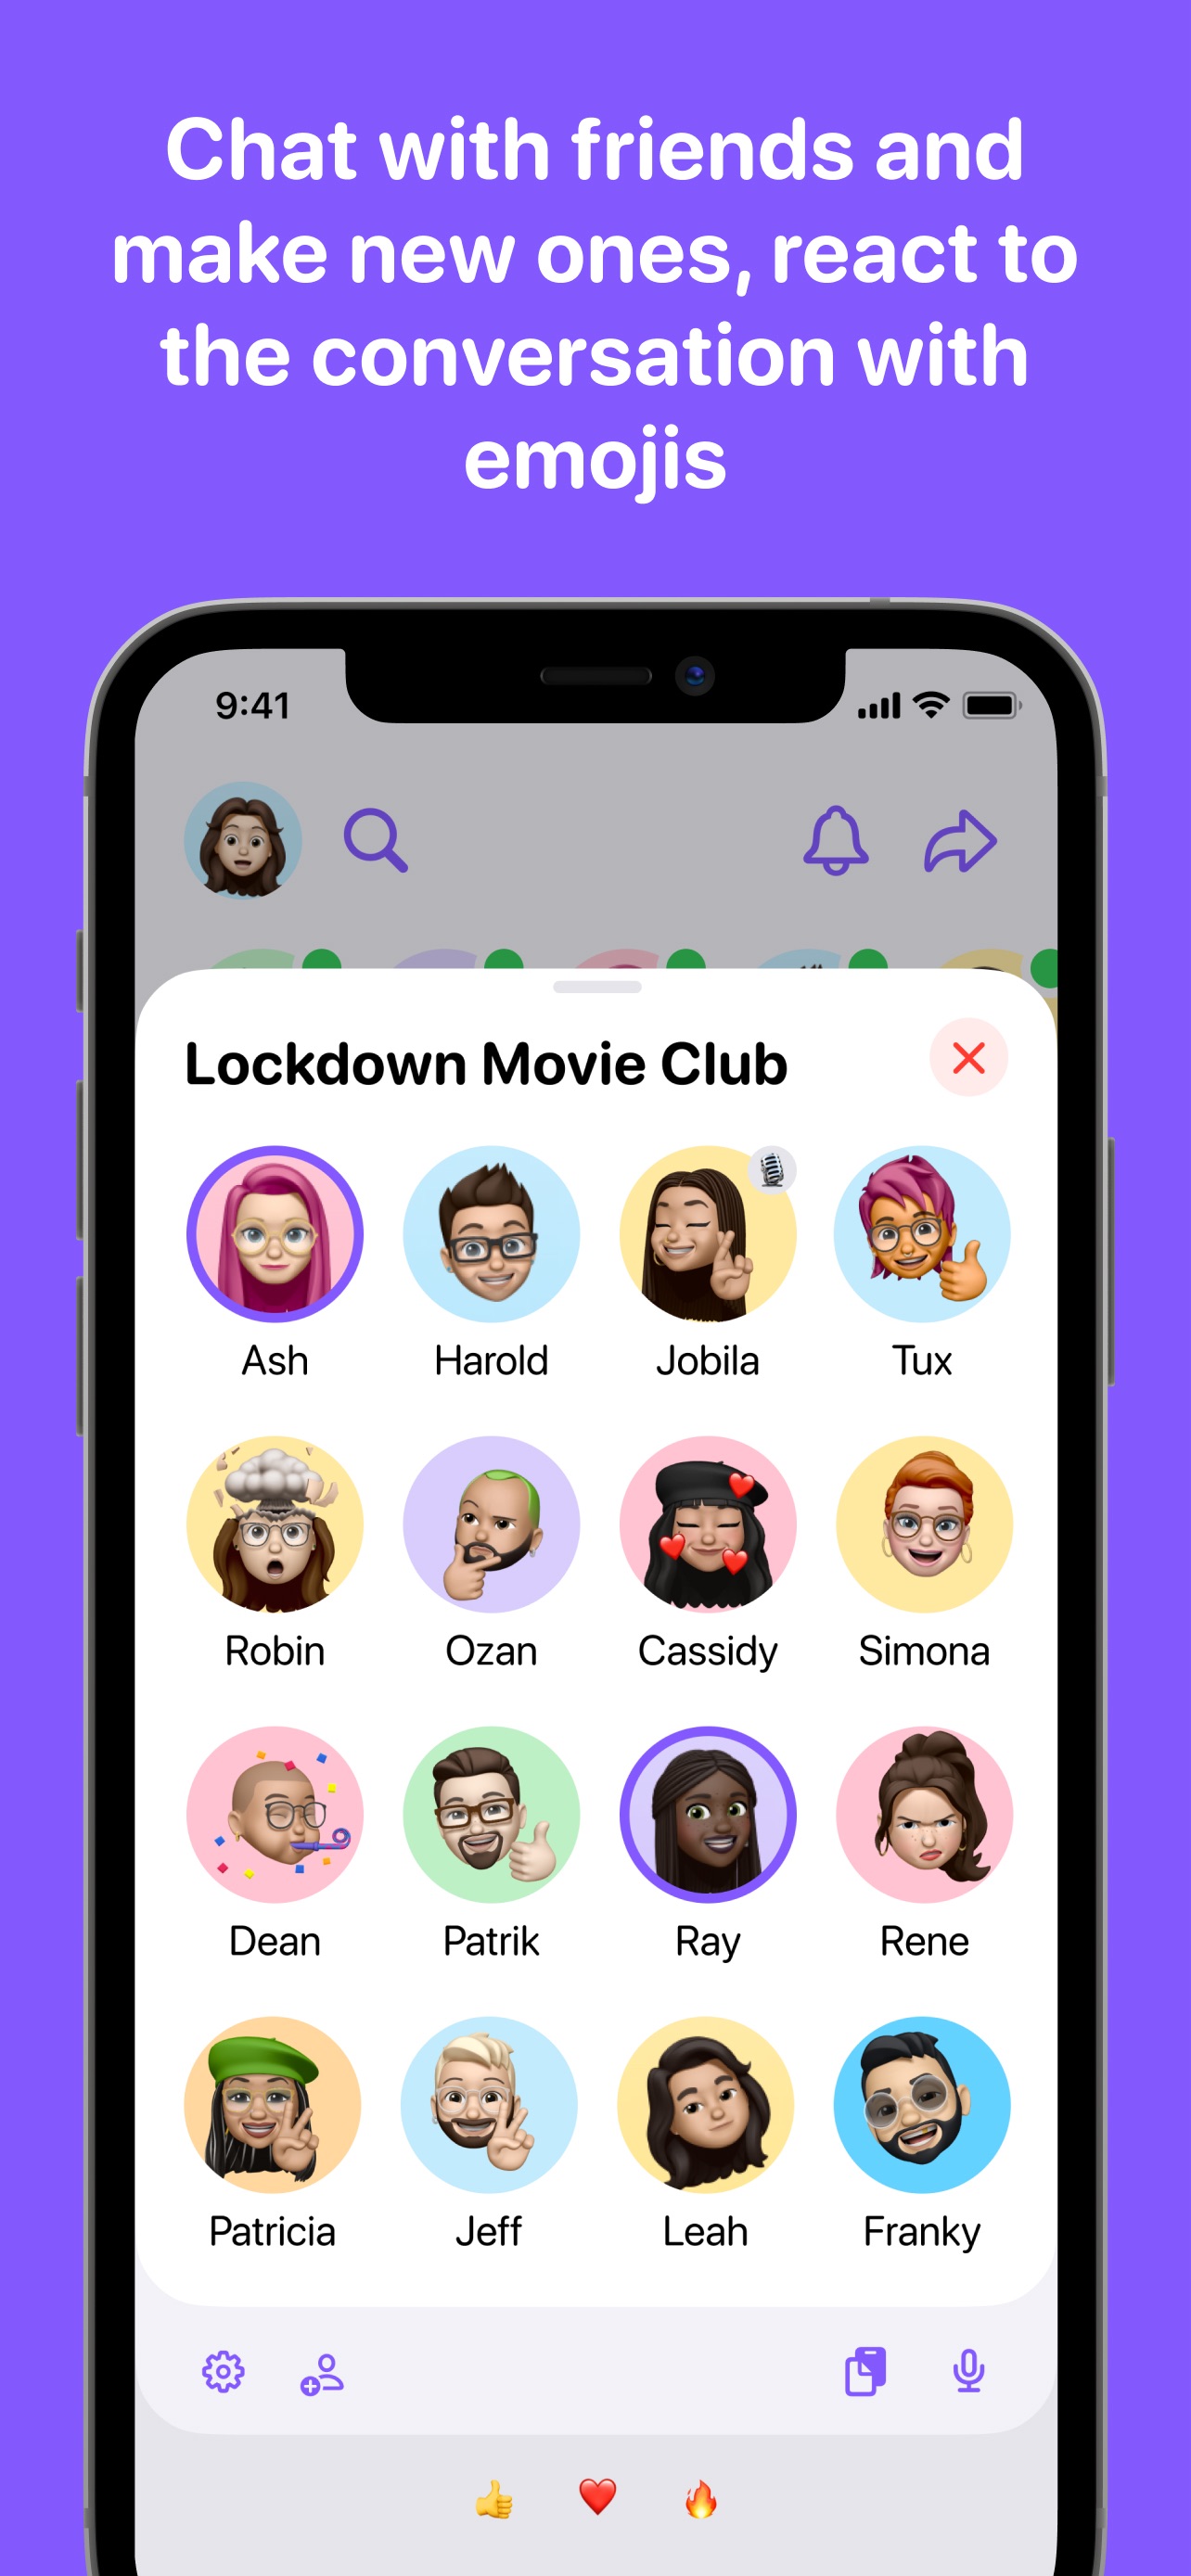 Chat with friends and
make new ones, react to
the conversation with
emojis
9:41
Lockdown Movie Club
Ash Harold Jobila Tux
Robin Ozan Cassidy Simona
Dean Patrik Ray Rene
Patricia Jeff Leah Franky